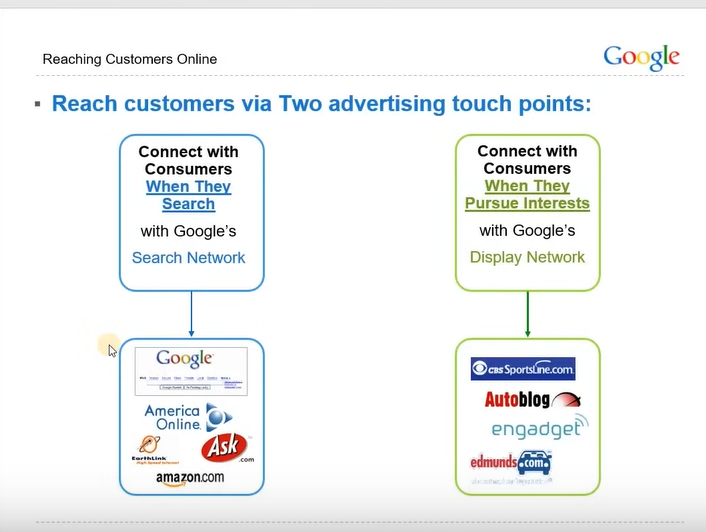 Reaching Customers Online
Google
Reach customers via Two advertising touch points:
Connect with
Consumers
When They
Search
with Google's
Search Network
Connect with
Consumers
When They
Pursue Interests
with Google's
Display Network
Google
America
Online
EarthLink
Ask
.com
amazon.com
CBS SportsLine.com
Autoblog
engadget
edmunds.com